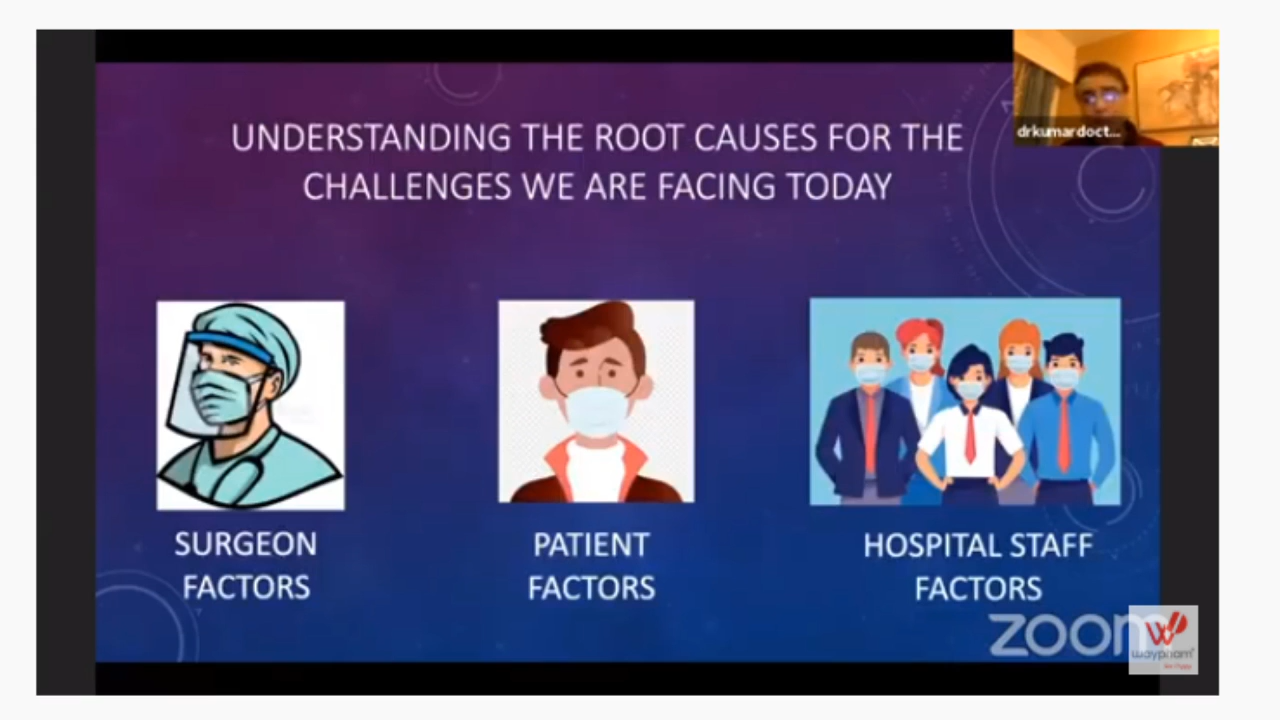 UNDERSTANDING THE ROOT CAUSES FOR THE
CHALLENGES WE ARE FACING TODAY
drkumardoct...
SURGEON
FACTORS
PATIENT
FACTORS
HOSPITAL STAFF
FACTORS
zoom